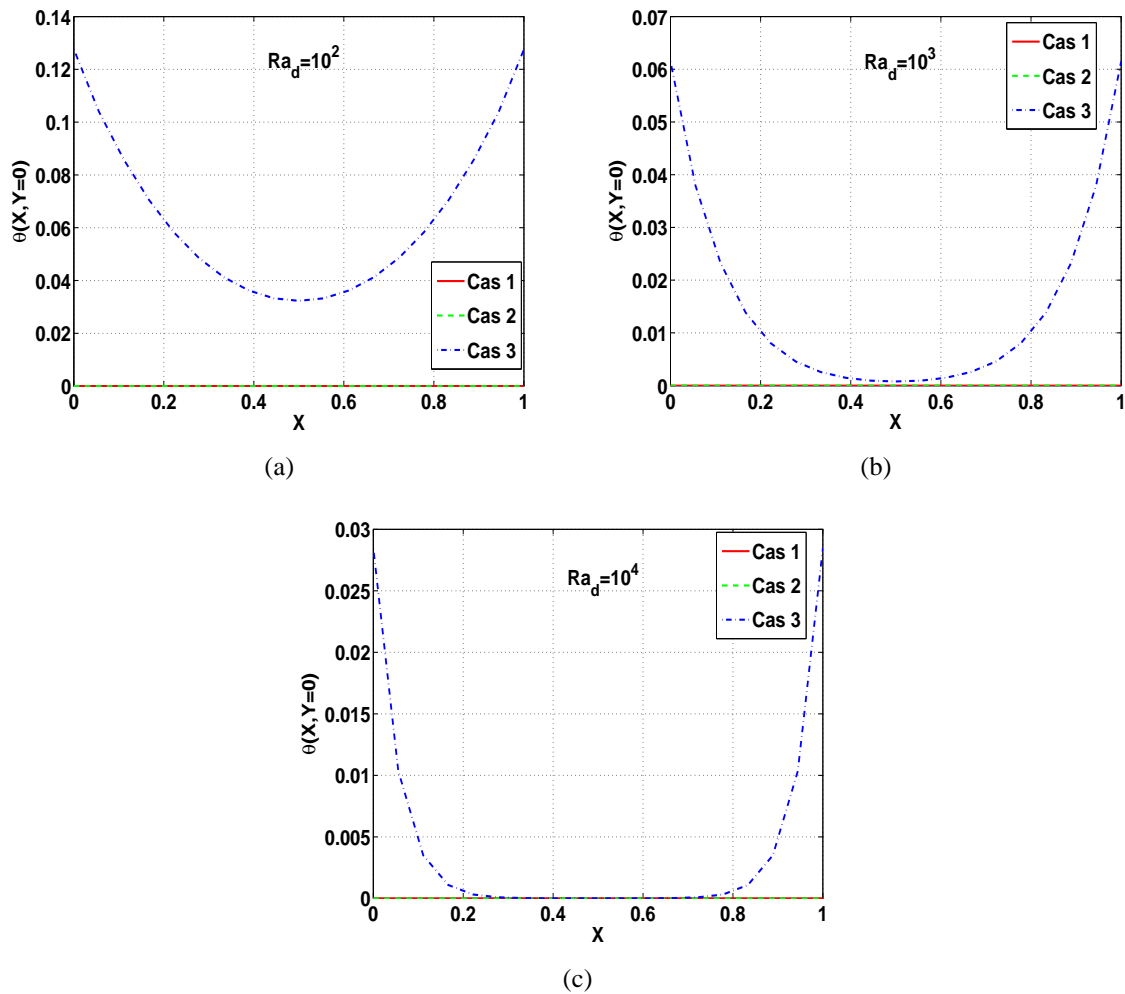 0.14
0.12
0.1
0.08
0.06
0.04
0.02
0
θ(X,Y=0)
Ra_d=10^2
Cas 1
Cas 2
Cas 3
0 0.2 0.4 0.6 0.8 1
X
(a)
0.07
0.06
0.05
0.04
0.03
0.02
0.01
0
θ(X,Y=0)
Ra_d=10^3
Cas 1
Cas 2
Cas 3
0 0.2 0.4 0.6 0.8 1
X
(b)
0.03
0.025
0.02
0.015
0.01
0.005
0
θ(X,Y=0)
Ra_d=10^4
Cas 1
Cas 2
Cas 3
0 0.2 0.4 0.6 0.8 1
X
(c)